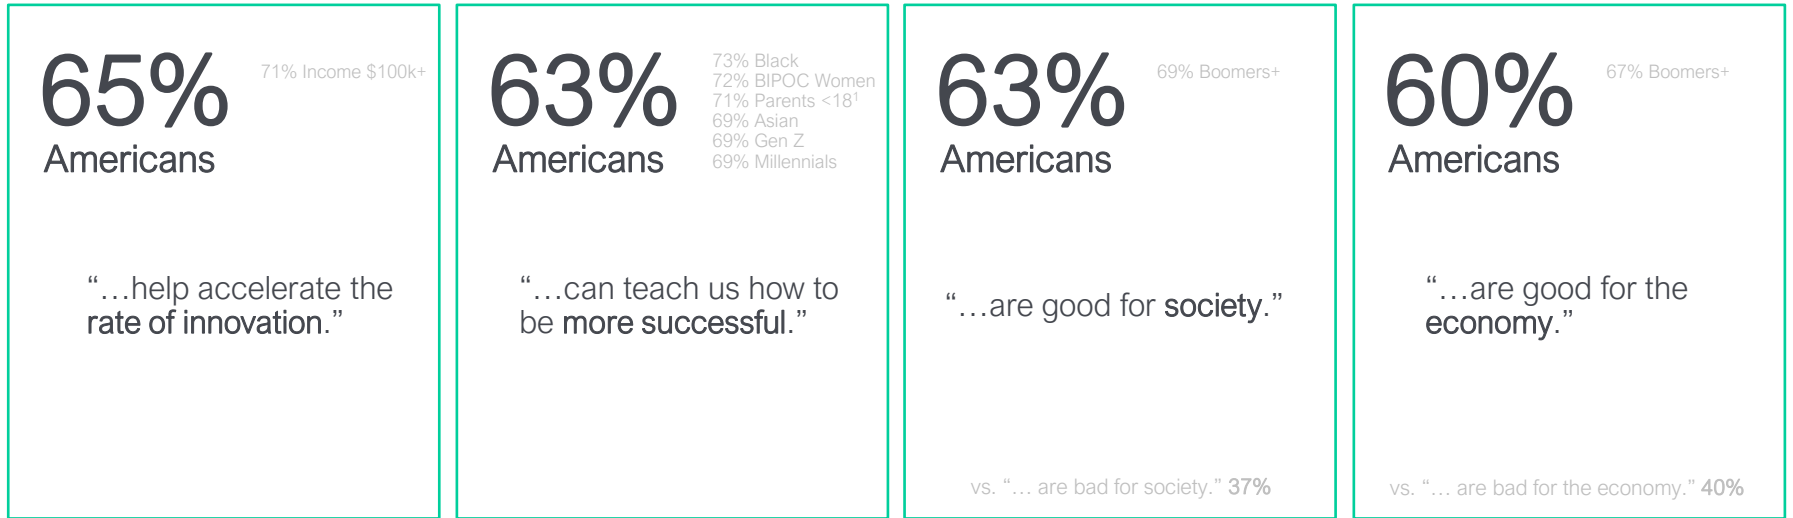 65%
71% Income $100k+
Americans
“…help accelerate the
rate of innovation.”
63%
73% Black
72% BIPOC Women
71% Parents <18¹
69% Asian
69% Gen Z
69% Millennials
Americans
“…can teach us how to
be more successful.”
63%
69% Boomers+
Americans
“…are good for society.”
vs. “… are bad for society.” 37%
60%
67% Boomers+
Americans
“…are good for the
economy.”
vs. “… are bad for the economy.” 40%